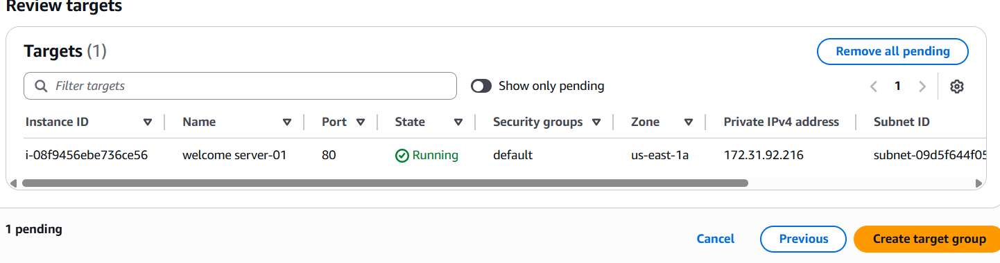 Review targets
Targets (1)
Remove all pending
Filter targets
Show only pending
1
Instance ID Name Port State Security groups Zone Private IPv4 address Subnet ID
i-08f9456ebe736ce56 welcome server-01 80 Running default us-east-1a 172.31.92.216 subnet-09d5f644f05
1 pending
Cancel Previous Create target group